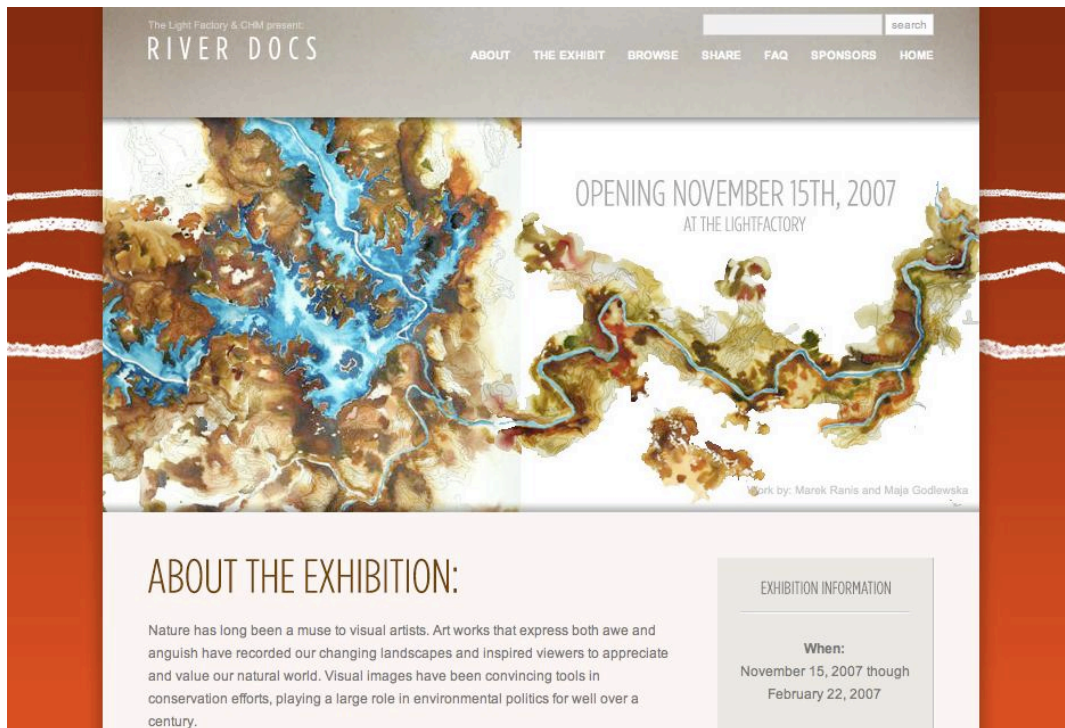 The Light Factory & CHM present:
RIVER DOCS
search
ABOUT THE EXHIBIT BROWSE SHARE FAQ SPONSORS HOME
OPENING NOVEMBER 15TH, 2007
AT THE LIGHTFACTORY
Work by: Marek Ranis and Maja Godlewska
ABOUT THE EXHIBITION:
Nature has long been a muse to visual artists. Art works that express both awe and
anguish have recorded our changing landscapes and inspired viewers to appreciate
and value our natural world. Visual images have been convincing tools in
conservation efforts, playing a large role in environmental politics for well over a
century.
EXHIBITION INFORMATION
When:
November 15, 2007 though
February 22, 2007